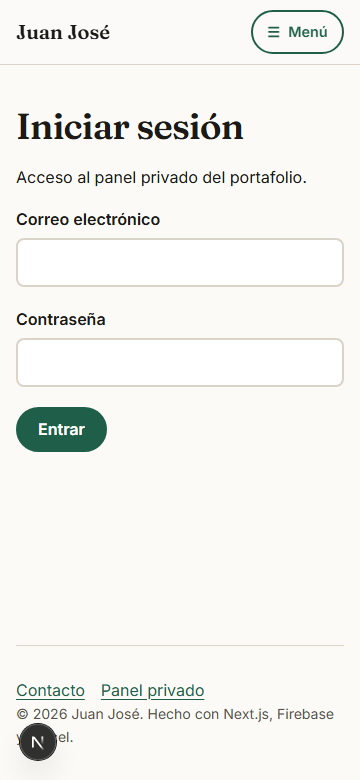 Juan José
☰ Menú
Iniciar sesión
Acceso al panel privado del portafolio.
Correo electrónico
Contraseña
Entrar
Contacto Panel privado
© 2026 Juan José. Hecho con Next.js, Firebase
N